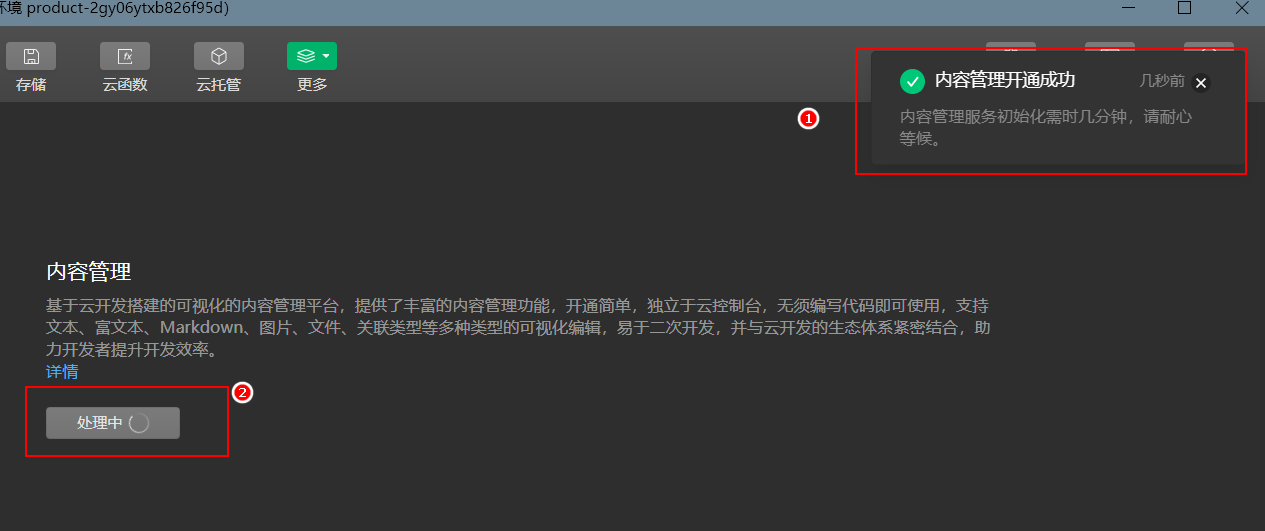 环境 product-2gy06ytxb826f95d)
存储
云函数
云托管
更多
内容管理开通成功
几秒前
内容管理服务初始化需时几分钟，请耐心
等候。
1
内容管理
基于云开发搭建的可视化的内容管理平台，提供了丰富的内容管理功能，开通简单，独立于云控制台，无须编写代码即可使用，支持
文本、富文本、Markdown、图片、文件、关联类型等多种类型的可视化编辑，易于二次开发，并与云开发的生态体系紧密结合，助
力开发者提升开发效率。
详情
2
处理中